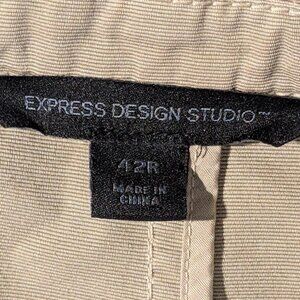 EXPRESS DESIGN STUDIO™
42R
MADE IN
CHINA